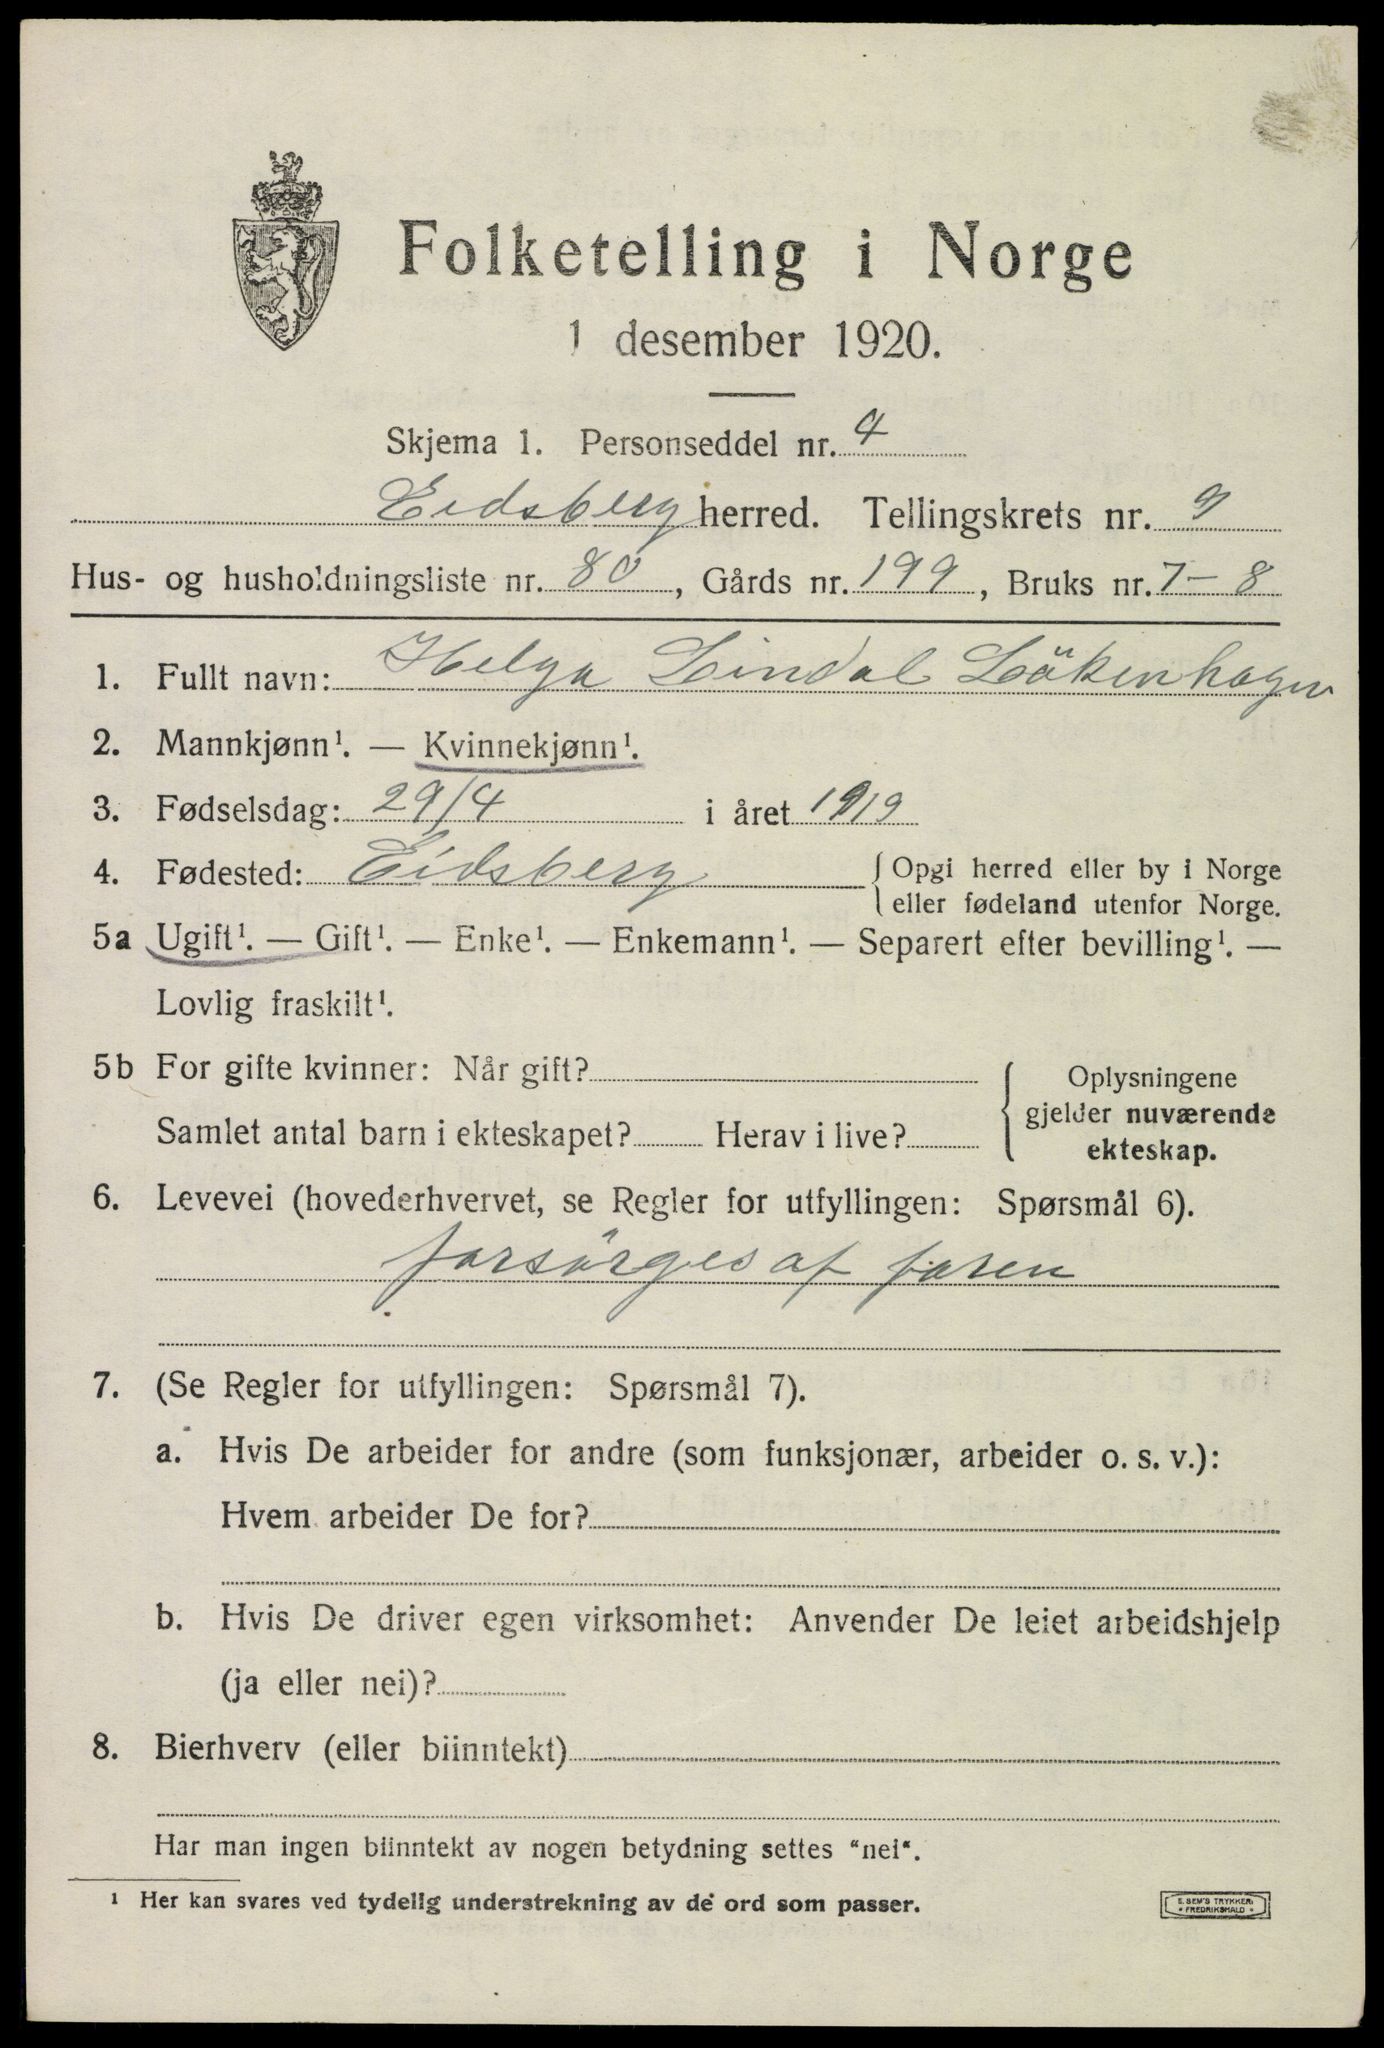 Folketelling i Norge
1 desember 1920.
Skjema 1. Personseddel nr. 4
Eidsberg herred. Tellingskrets nr. 9
Hus- og husholdningsliste nr. 80, Gårds nr. 199, Bruks nr. 7-8
1. Fullt navn: Helga Lindal Lökenhagen
2. Mannkjønn¹. — Kvinnekjønn¹.
3. Fødselsdag: 29/4 i året 1919
4. Fødested: Eidsberg { Opgi herred eller by i Norge
eller fødeland utenfor Norge.
5a Ugift¹. — Gift¹. — Enke¹. — Enkemann¹. — Separert efter bevilling¹. —
Lovlig fraskilt¹.
5b For gifte kvinner: Når gift?
Samlet antal barn i ekteskapet? Herav i live?
{ Oplysningene
gjelder nuværende
ekteskap.
6. Levevei (hovederhvervet, se Regler for utfyllingen: Spørsmål 6).
forsörges af faren
7. (Se Regler for utfyllingen: Spørsmål 7).
a. Hvis De arbeider for andre (som funksjonær, arbeider o. s. v.):
Hvem arbeider De for?
b. Hvis De driver egen virksomhet: Anvender De leiet arbeidshjelp
(ja eller nei)?
8. Bierhverv (eller biinntekt)
Har man ingen biinntekt av nogen betydning settes "nei".
¹ Her kan svares ved tydelig understrekning av de ord som passer.
E. SEM'S TRYKKERI
* FREDRIKSHALD *